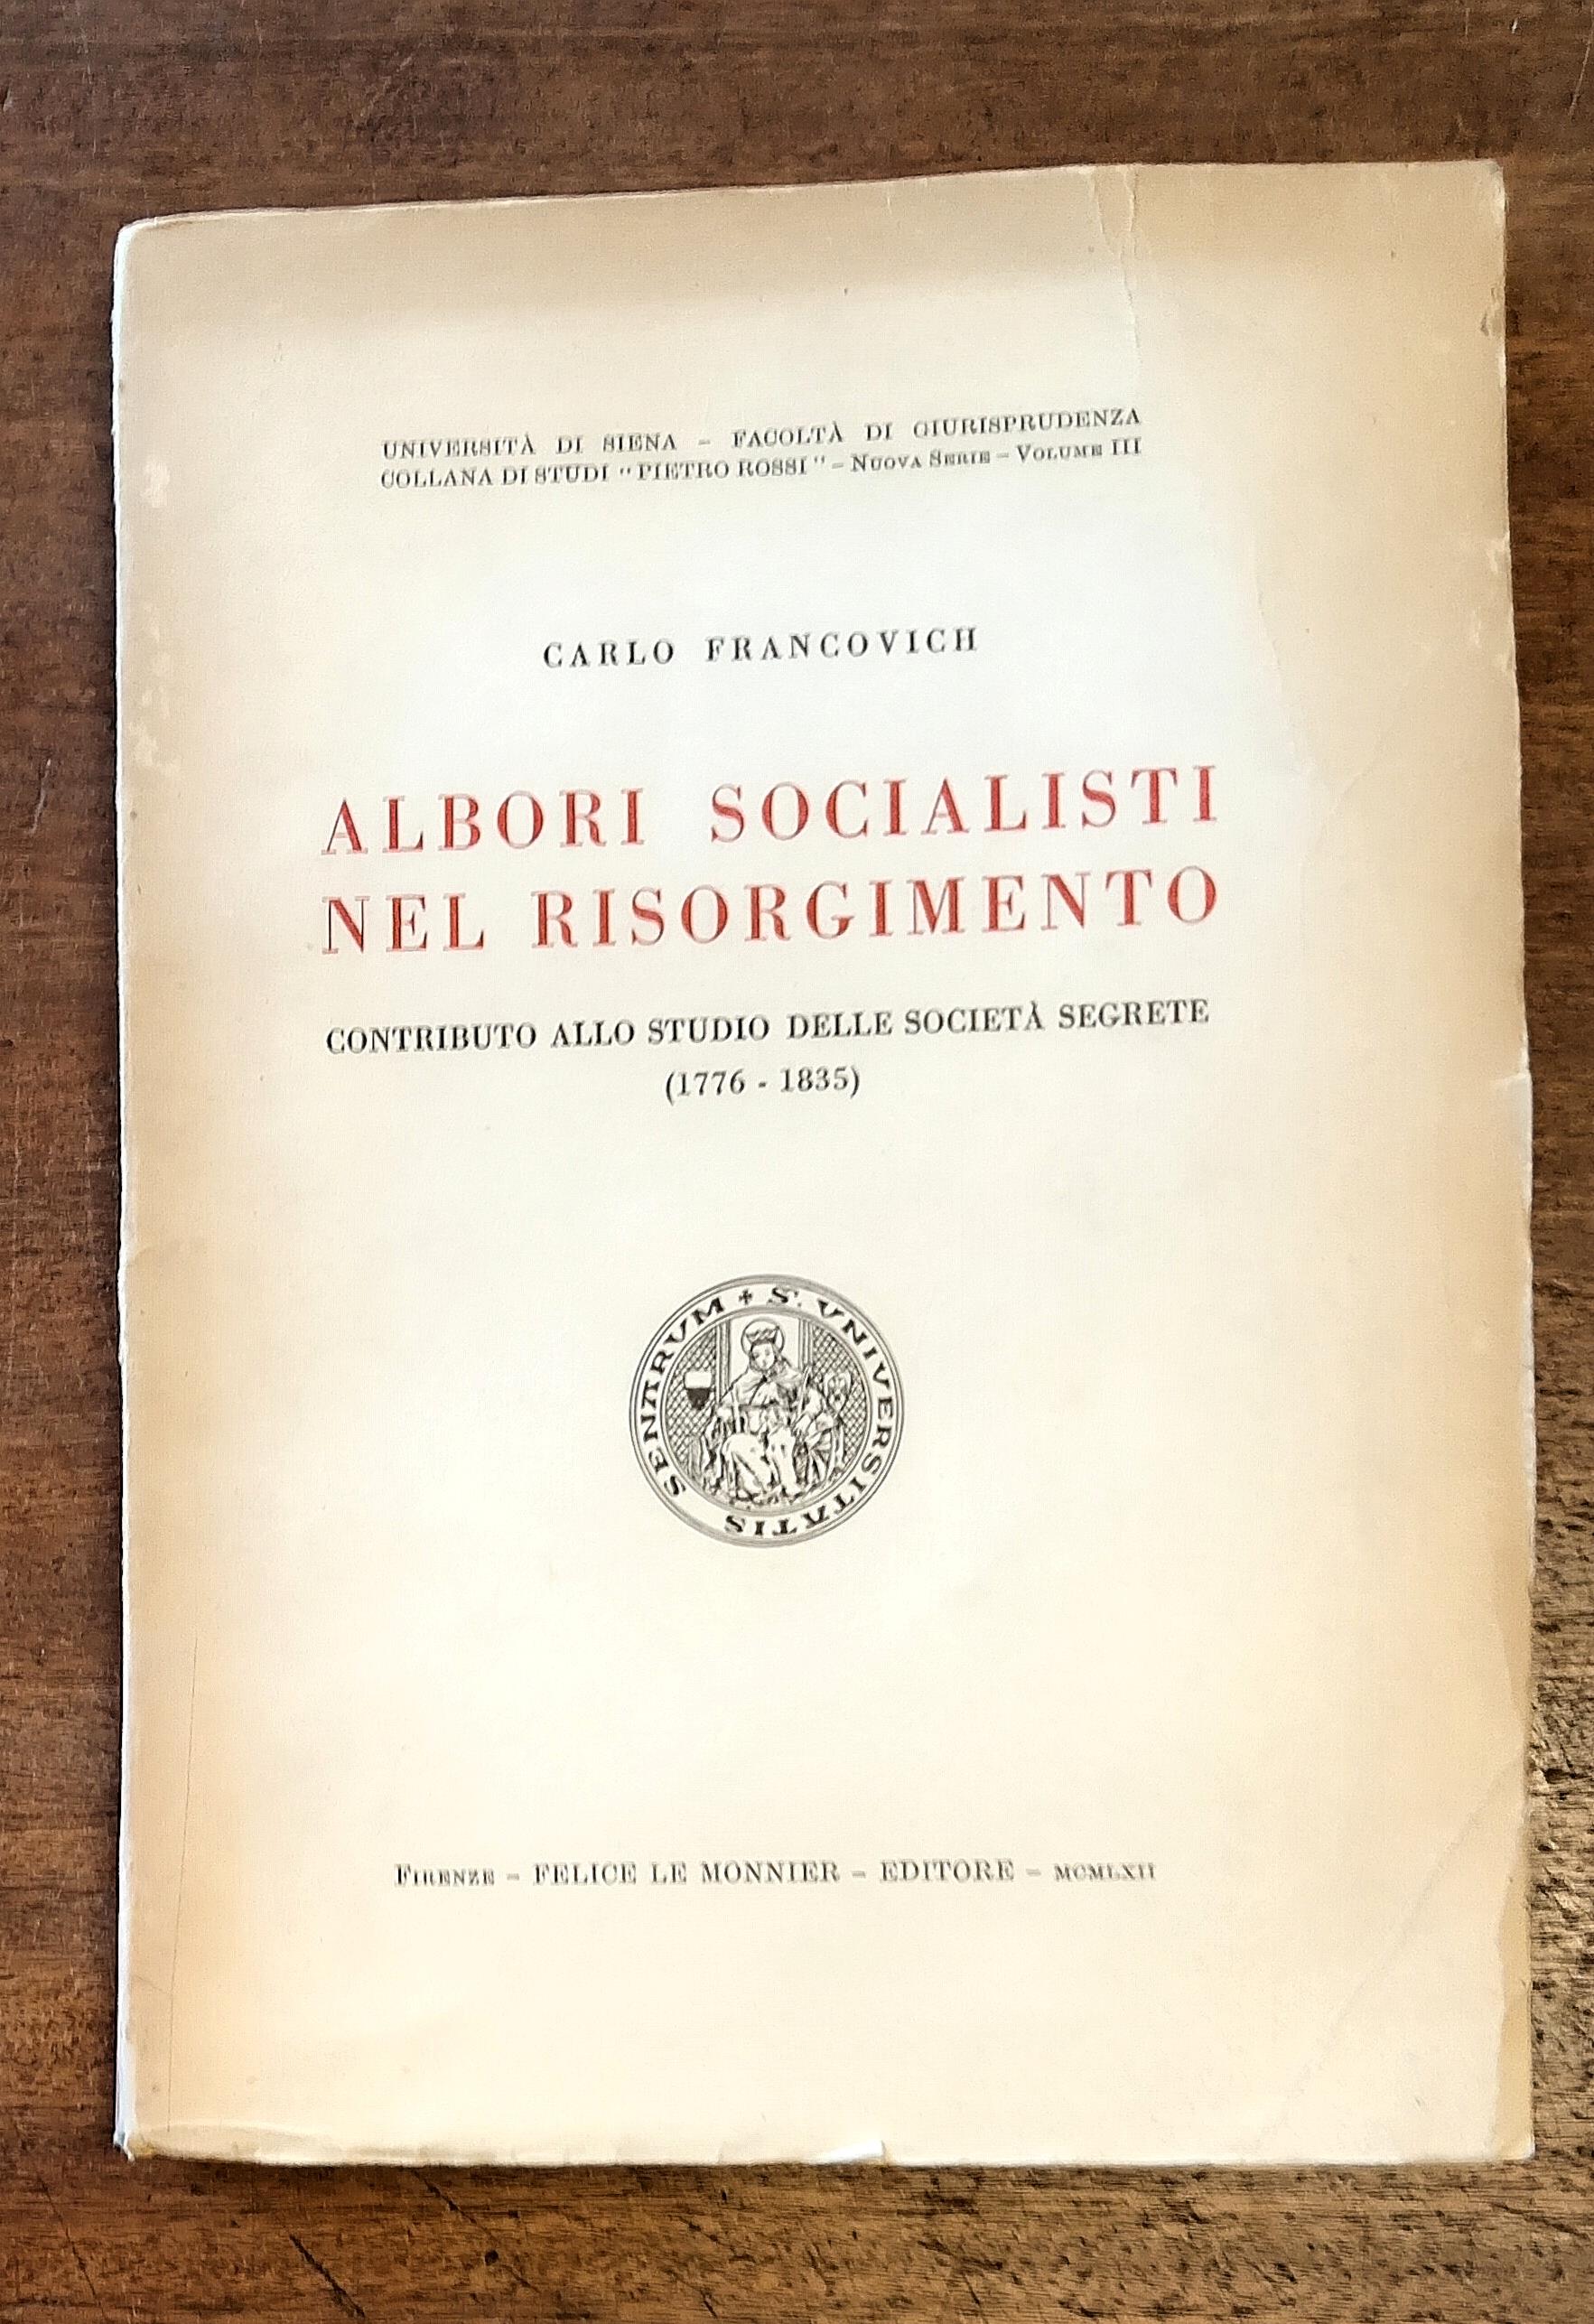 UNIVERSITÀ DI SIENA – FACOLTÀ DI GIURISPRUDENZA
COLLANA DI STUDI "PIETRO ROSSI" – NUOVA SERIE – VOLUME III
CARLO FRANCOVICH
ALBORI SOCIALISTI
NEL RISORGIMENTO
CONTRIBUTO ALLO STUDIO DELLE SOCIETÀ SEGRETE
(1776 - 1835)
+ S. VNIVERSITATIS SENARVM
FIRENZE – FELICE LE MONNIER – EDITORE – MCMLXII